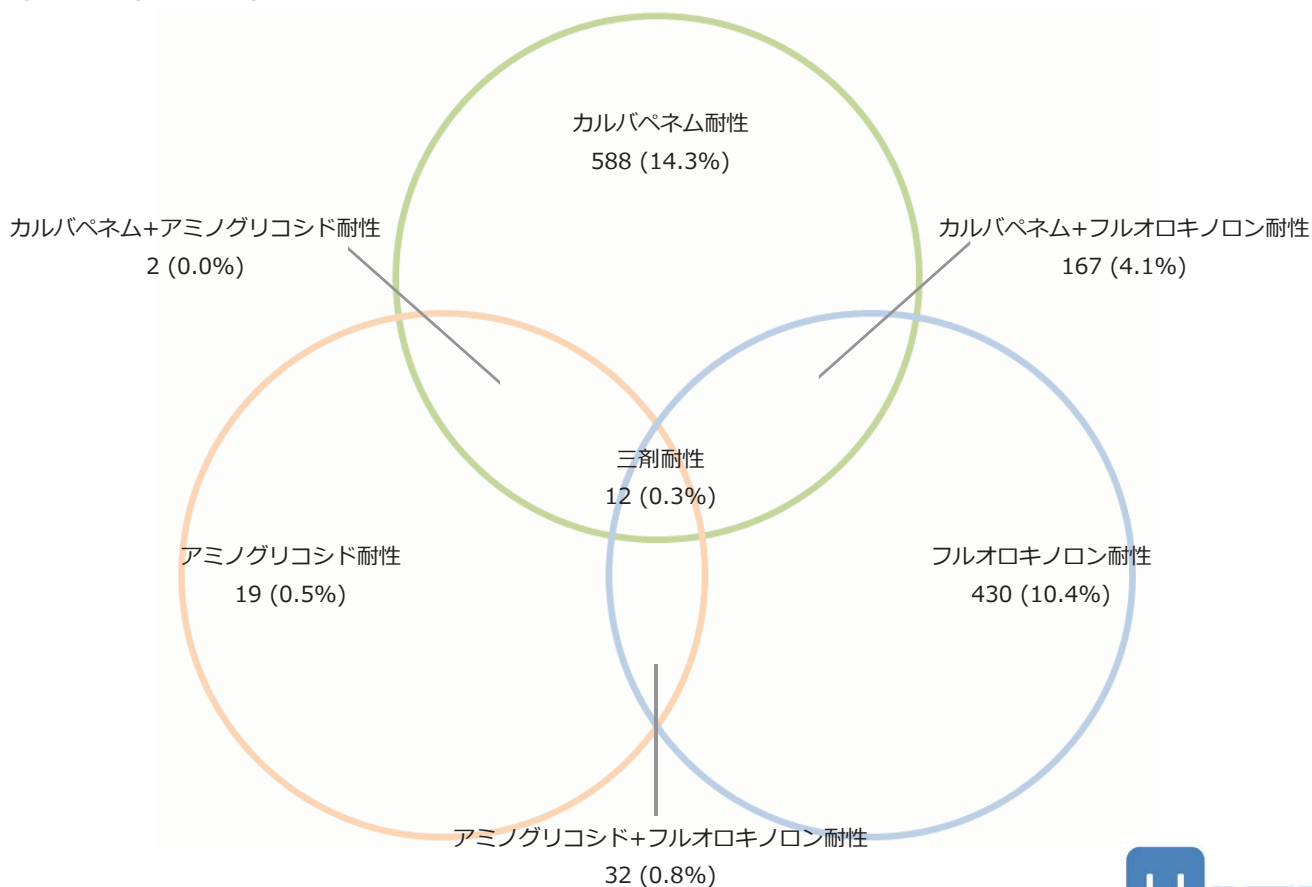 カルバペネム耐性
588 (14.3%)
カルバペネム+アミノグリコシド耐性
2 (0.0%)
カルバペネム+フルオロキノロン耐性
167 (4.1%)
三剤耐性
12 (0.3%)
アミノグリコシド耐性
19 (0.5%)
フルオロキノロン耐性
430 (10.4%)
アミノグリコシド+フルオロキノロン耐性
32 (0.8%)